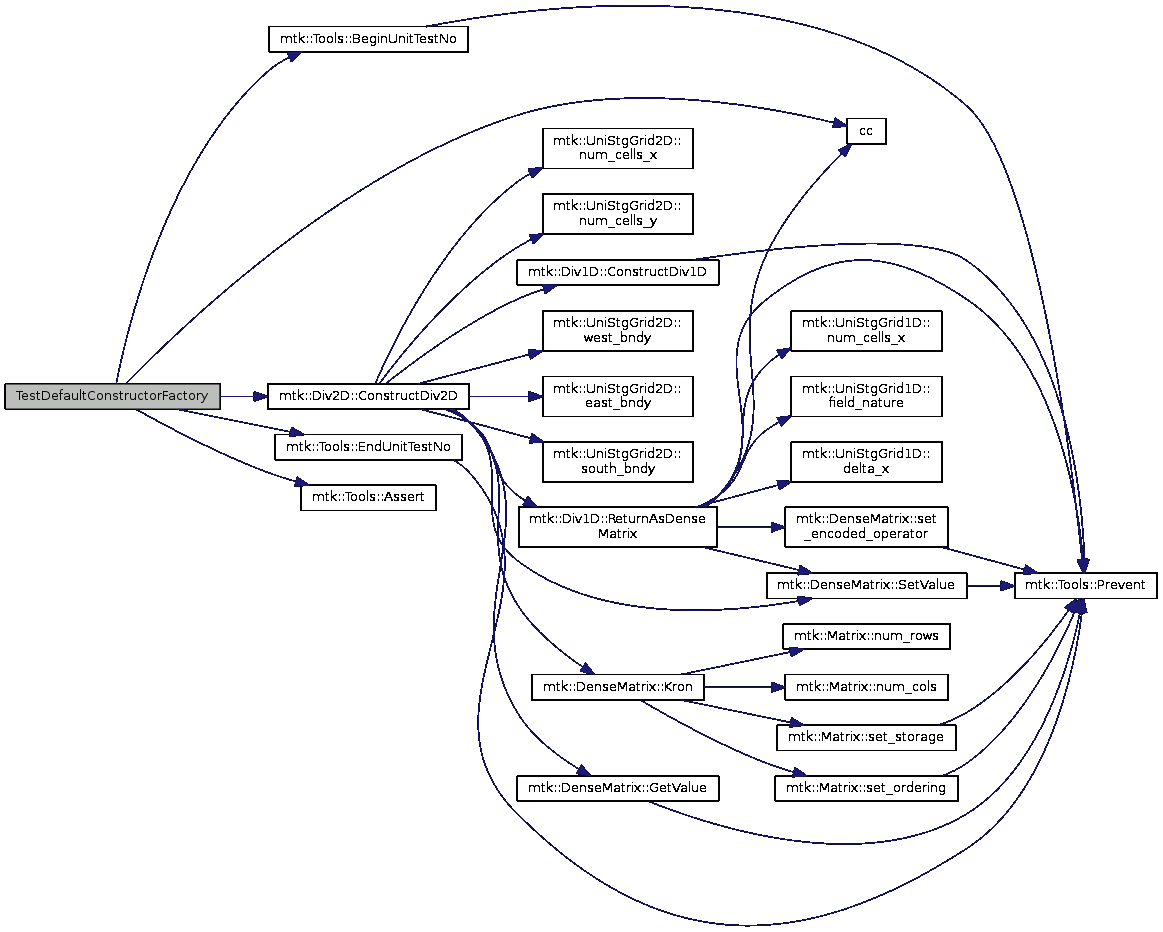 mtk::Tools::BeginUnitTestNo
cc
mtk::UniStgGrid2D::
num_cells_x
mtk::UniStgGrid2D::
num_cells_y
mtk::Div1D::ConstructDiv1D
mtk::UniStgGrid2D::
west_bndy
mtk::UniStgGrid1D::
num_cells_x
TestDefaultConstructorFactory
mtk::Div2D::ConstructDiv2D
mtk::UniStgGrid2D::
east_bndy
mtk::UniStgGrid1D::
field_nature
mtk::Tools::EndUnitTestNo
mtk::UniStgGrid2D::
south_bndy
mtk::UniStgGrid1D::
delta_x
mtk::Tools::Assert
mtk::Div1D::ReturnAsDense
Matrix
mtk::DenseMatrix::set
_encoded_operator
mtk::DenseMatrix::SetValue
mtk::Tools::Prevent
mtk::Matrix::num_rows
mtk::DenseMatrix::Kron
mtk::Matrix::num_cols
mtk::Matrix::set_storage
mtk::DenseMatrix::GetValue
mtk::Matrix::set_ordering